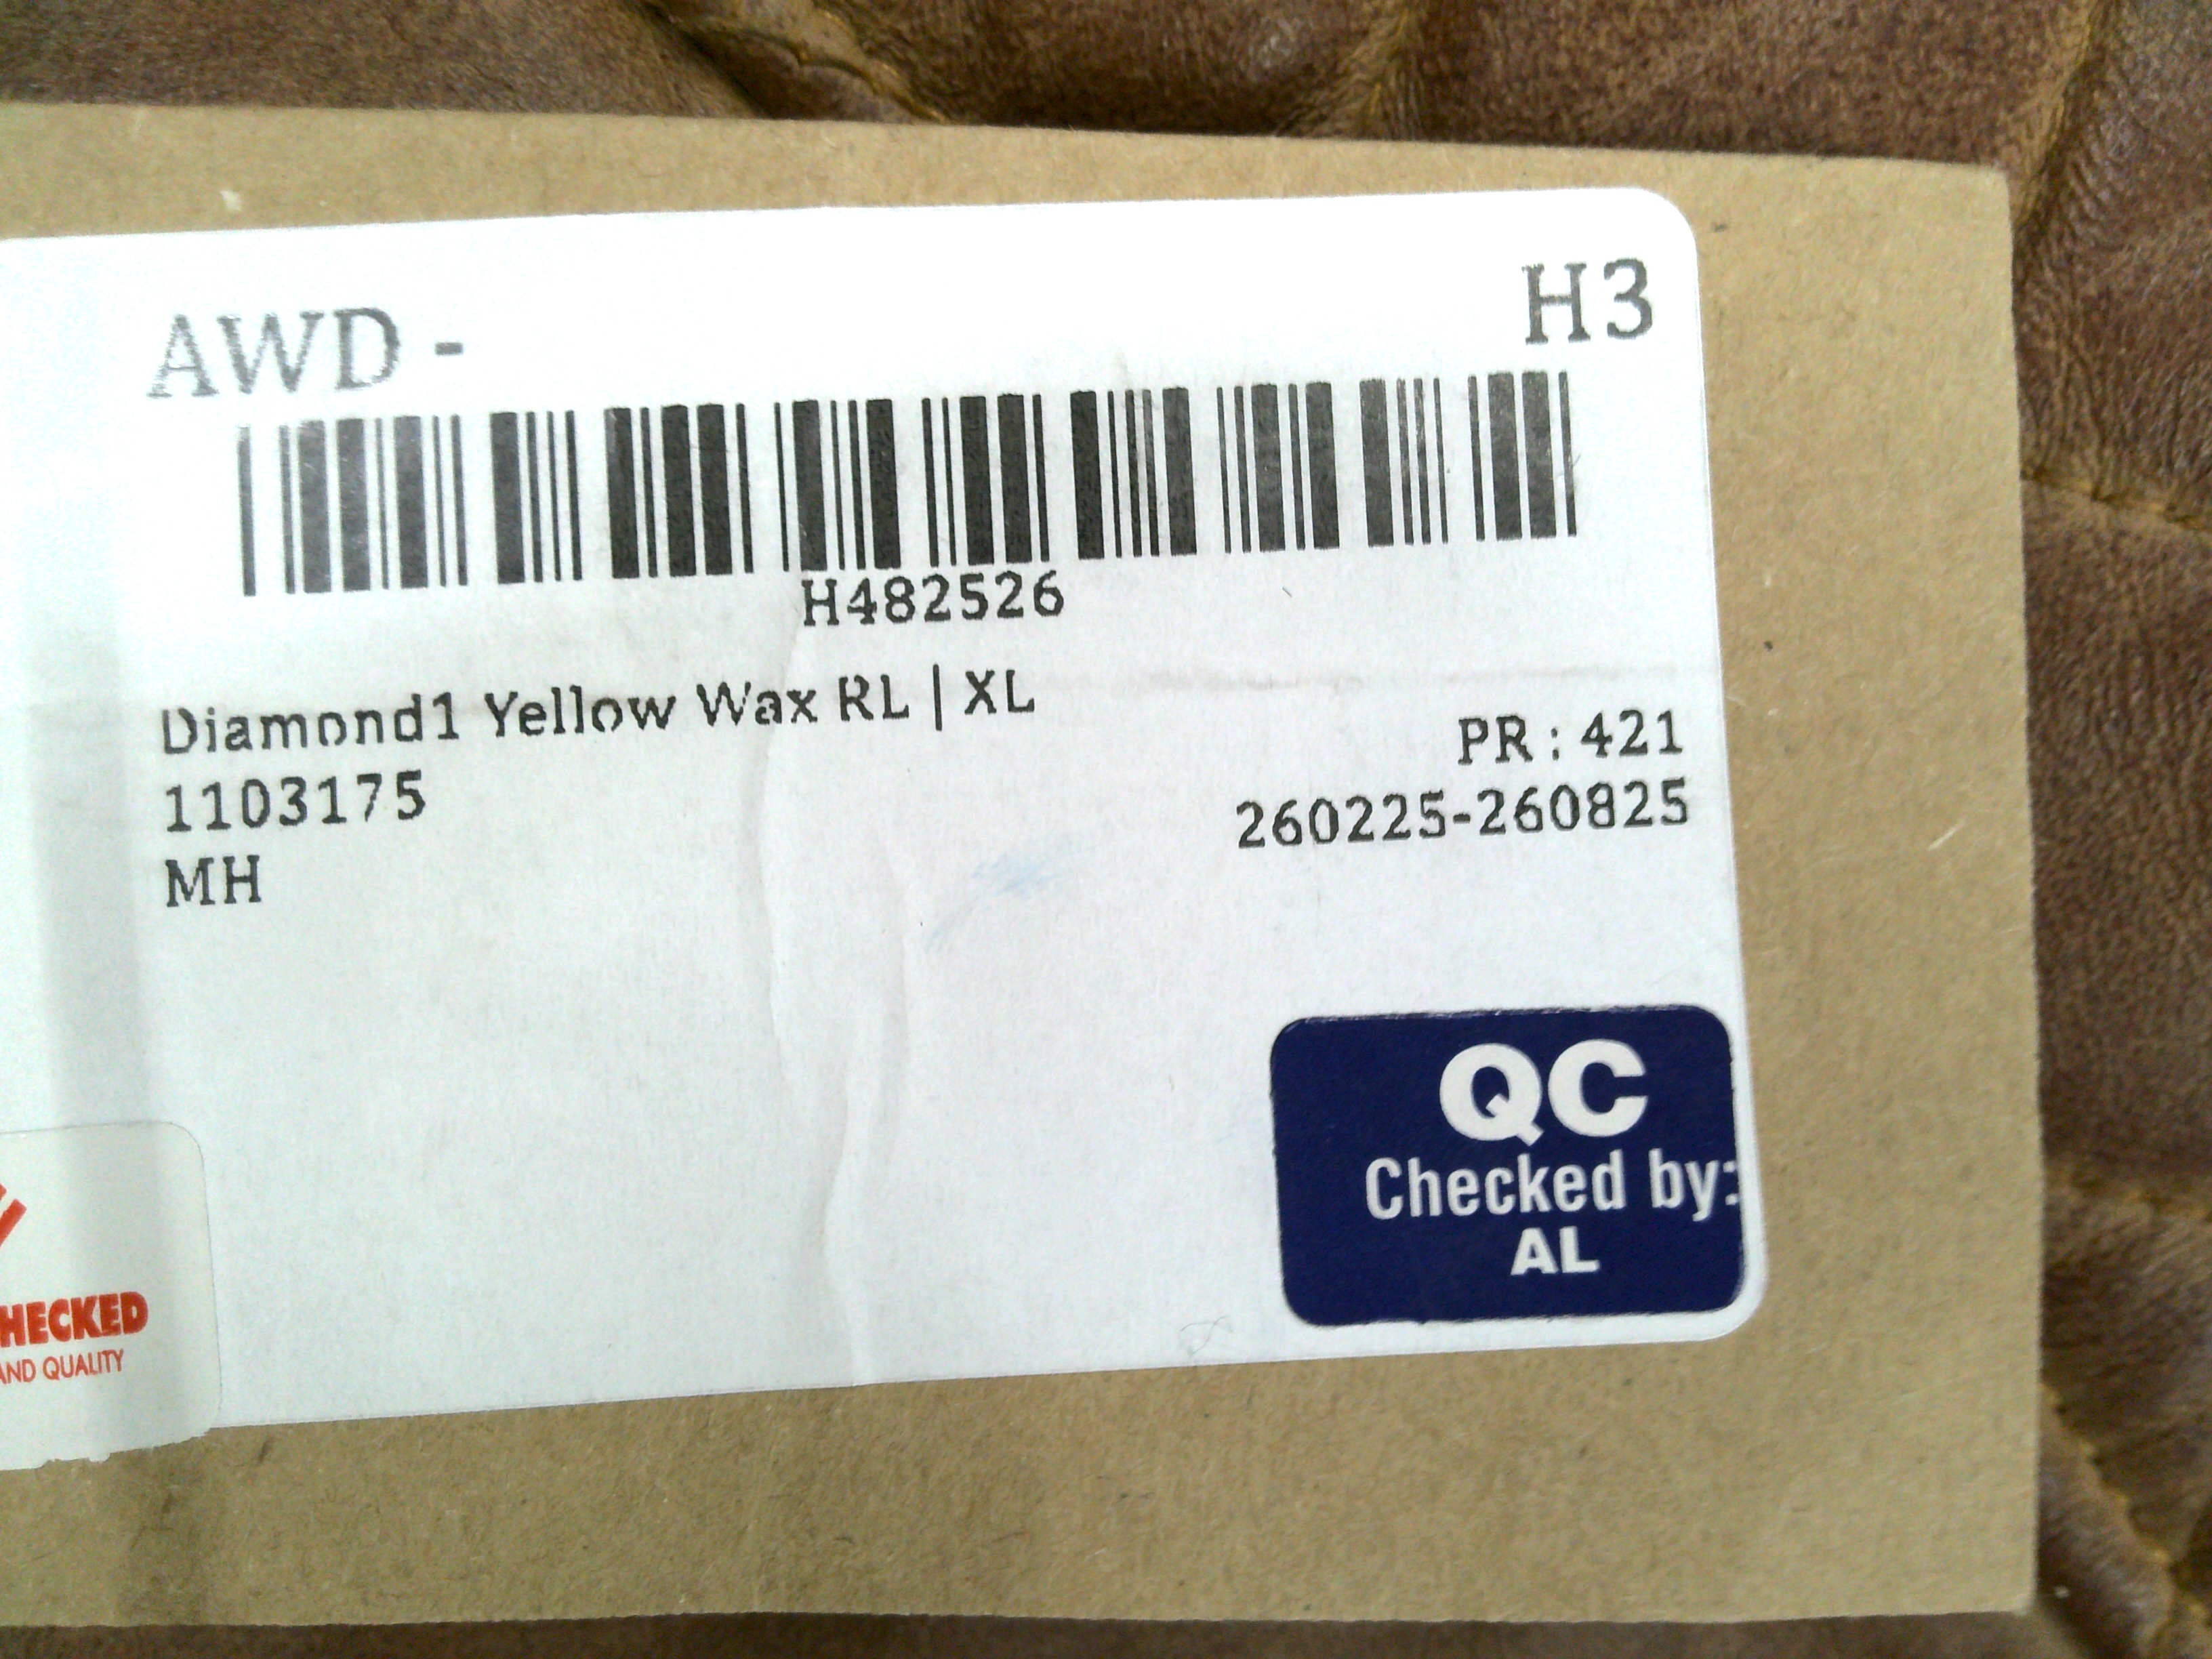 AWD -
H3
H482526
Diamond1 Yellow Wax RL | XL
PR : 421
1103175
260225-260825
MH
QC
Checked by:
AL
HECKED
AND QUALITY